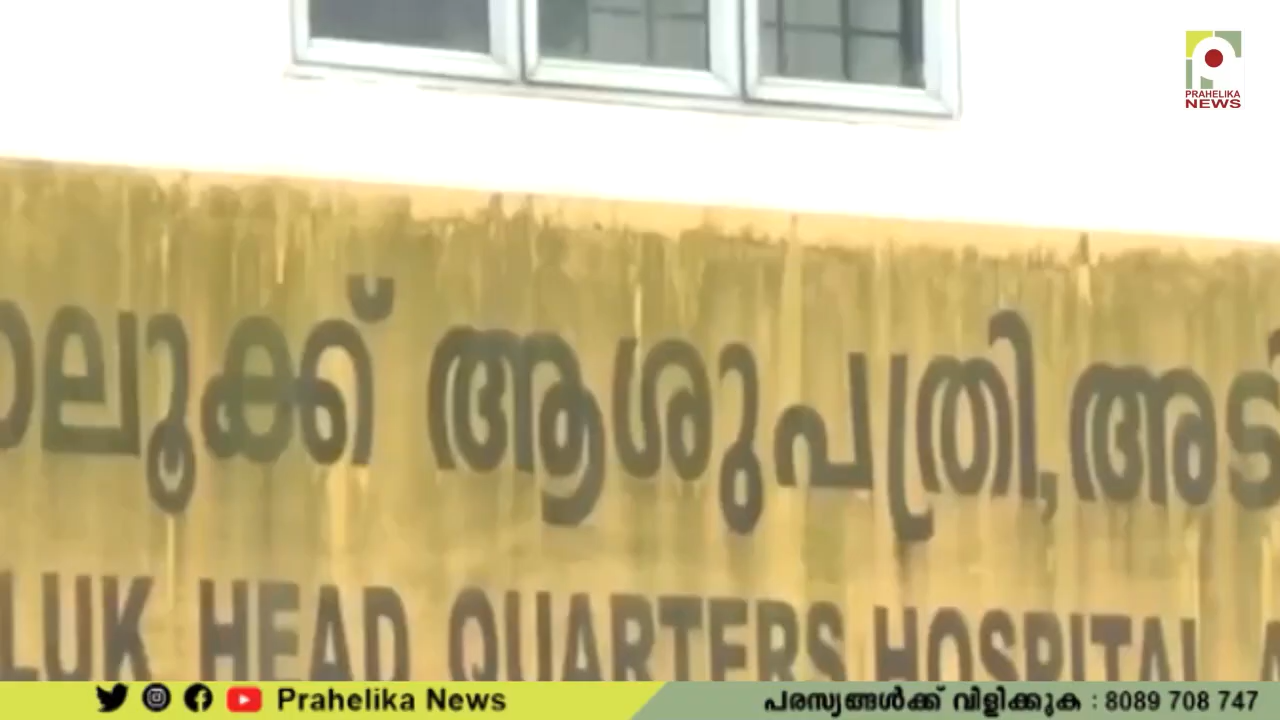 PRAHELIKA
NEWS
താലൂക്ക് ആശുപത്രി, അടി
LUK HEAD QUARTERS HOSPITAL A
Prahelika News
പരസ്യങ്ങൾക്ക് വിളിക്കുക : 8089 708 747